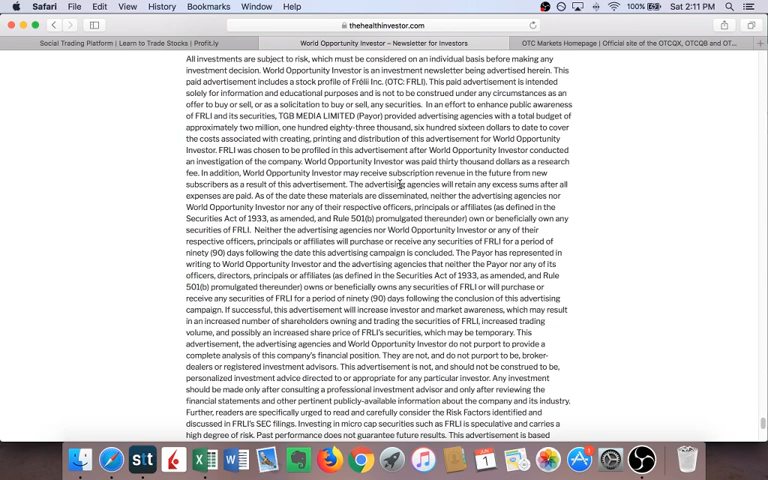 Safari File Edit View History Bookmarks Window Help 100% Sat 2:11 PM
thehealthinvestor.com
Social Trading Platform | Learn to Trade Stocks | Profit.ly World Opportunity Investor – Newsletter for Investors OTC Markets Homepage | Official site of the OTCQX, OTCQB and OT...
All investments are subject to risk, which must be considered on an individual basis before making any
investment decision. World Opportunity Investor is an investment newsletter being advertised herein. This
paid advertisement includes a stock profile of Frélii Inc. (OTC: FRLI). This paid advertisement is intended
solely for information and educational purposes and is not to be construed under any circumstances as an
offer to buy or sell, or as a solicitation to buy or sell, any securities. In an effort to enhance public awareness
of FRLI and its securities, TGB MEDIA LIMITED (Payor) provided advertising agencies with a total budget of
approximately two million, one hundred eighty-three thousand, six hundred sixteen dollars to date to cover
the costs associated with creating, printing and distribution of this advertisement for World Opportunity
Investor. FRLI was chosen to be profiled in this advertisement after World Opportunity Investor conducted
an investigation of the company. World Opportunity Investor was paid thirty thousand dollars as a research
fee. In addition, World Opportunity Investor may receive subscription revenue in the future from new
subscribers as a result of this advertisement. The advertising agencies will retain any excess sums after all
expenses are paid. As of the date these materials are disseminated, neither the advertising agencies nor
World Opportunity Investor nor any of their respective officers, principals or affiliates (as defined in the
Securities Act of 1933, as amended, and Rule 501(b) promulgated thereunder) own or beneficially own any
securities of FRLI. Neither the advertising agencies nor World Opportunity Investor or any of their
respective officers, principals or affiliates will purchase or receive any securities of FRLI for a period of
ninety (90) days following the date this advertising campaign is concluded. The Payor has represented in
writing to World Opportunity Investor and the advertising agencies that neither the Payor nor any of its
officers, directors, principals or affiliates (as defined in the Securities Act of 1933, as amended, and Rule
501(b) promulgated thereunder) owns or beneficially owns any securities of FRLI or will purchase or
receive any securities of FRLI for a period of ninety (90) days following the conclusion of this advertising
campaign. If successful, this advertisement will increase investor and market awareness, which may result
in an increased number of shareholders owning and trading the securities of FRLI, increased trading
volume, and possibly an increased share price of FRLI's securities, which may be temporary. This
advertisement, the advertising agencies and World Opportunity Investor do not purport to provide a
complete analysis of this company's financial position. They are not, and do not purport to be, broker-
dealers or registered investment advisors. This advertisement is not, and should not be construed to be,
personalized investment advice directed to or appropriate for any particular investor. Any investment
should be made only after consulting a professional investment advisor and only after reviewing the
financial statements and other pertinent publicly-available information about the company and its industry.
Further, readers are specifically urged to read and carefully consider the Risk Factors identified and
discussed in FRLI's SEC filings. Investing in micro cap securities such as FRLI is speculative and carries a
high degree of risk. Past performance does not guarantee future results. This advertisement is based
stt 1